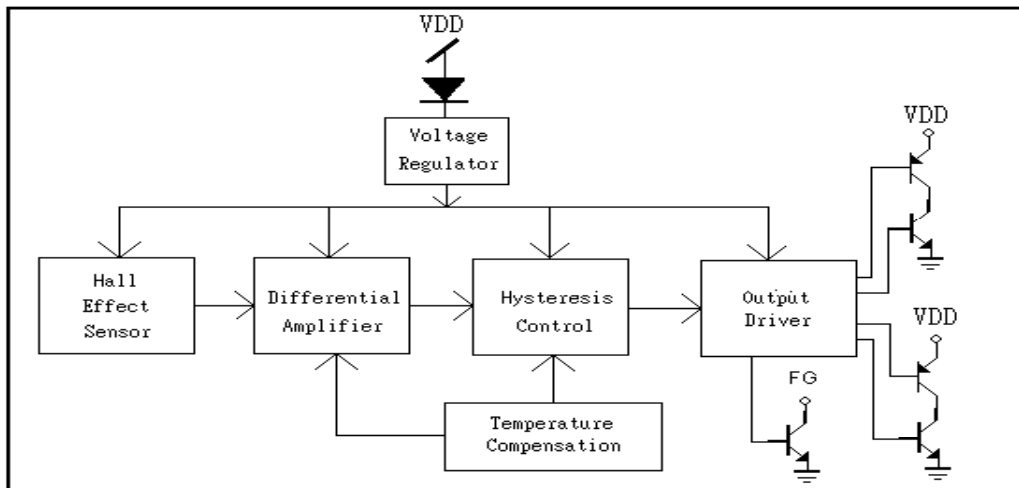 VDD
Voltage
Regulator
VDD
Hall
Effect
Sensor
Differential
Amplifier
Hysteresis
Control
Output
Driver
VDD
FG
Temperature
Compensation